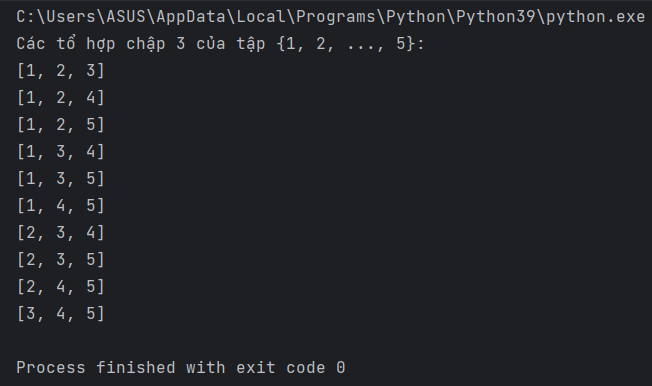 C:\Users\ASUS\AppData\Local\Programs\Python\Python39\python.exe
Các tổ hợp chập 3 của tập {1, 2, ..., 5}:
[1, 2, 3]
[1, 2, 4]
[1, 2, 5]
[1, 3, 4]
[1, 3, 5]
[1, 4, 5]
[2, 3, 4]
[2, 3, 5]
[2, 4, 5]
[3, 4, 5]
Process finished with exit code 0